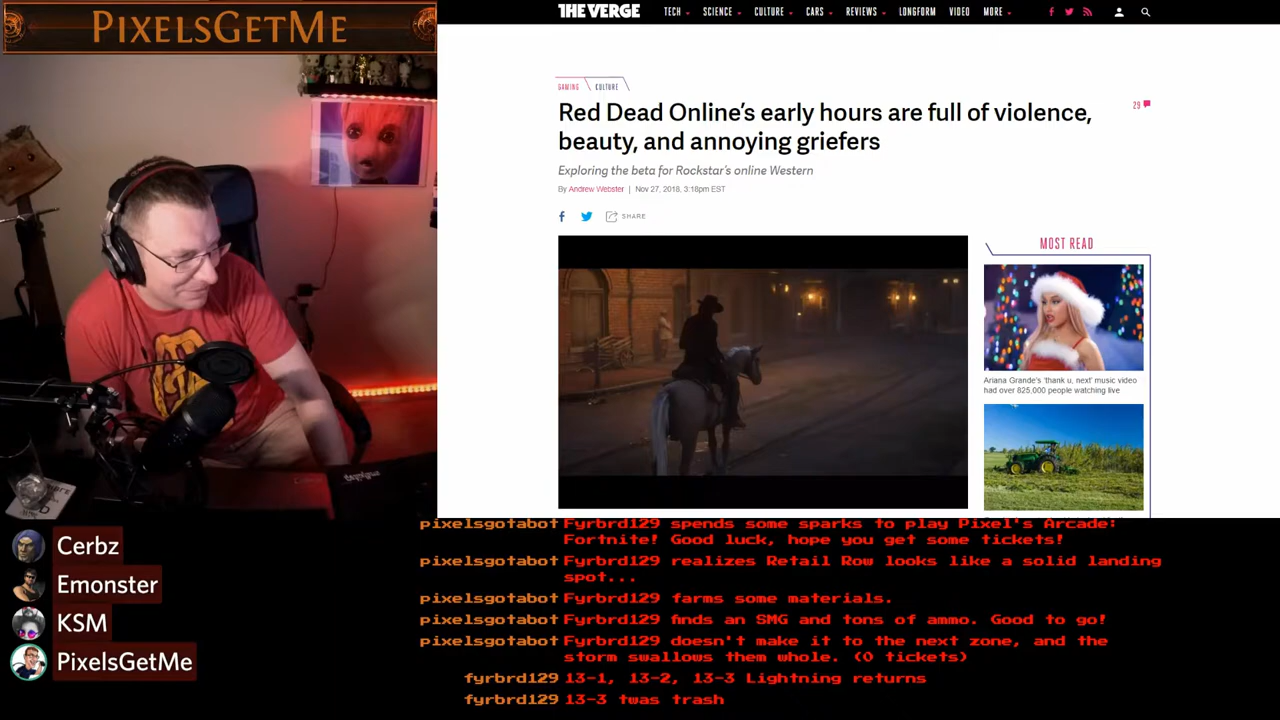 PIXELSGETME
THE VERGE
TECH SCIENCE CULTURE CARS REVIEWS LONGFORM VIDEO MORE
GAMING CULTURE
Red Dead Online's early hours are full of violence,
beauty, and annoying griefers
29
Exploring the beta for Rockstar's online Western
By Andrew Webster | Nov 27, 2018, 3:18pm EST
SHARE
MOST READ
Ariana Grande's 'thank u, next' music video
had over 825,000 people watching live
Cerbz
Emonster
KSM
PixelsGetMe
pixelsgotabot Fyrbrd129 spends some sparks to play Pixel's Arcade:
Fortnite! Good luck, hope you get some tickets!
pixelsgotabot Fyrbrd129 realizes Retail Row looks like a solid landing
spot...
pixelsgotabot Fyrbrd129 farms some materials.
pixelsgotabot Fyrbrd129 finds an SMG and tons of ammo. Good to go!
pixelsgotabot Fyrbrd129 doesn't make it to the next zone, and the
storm swallows them whole. (0 tickets)
fyrbrd129 13-1, 13-2, 13-3 Lightning returns
fyrbrd129 13-3 twas trash